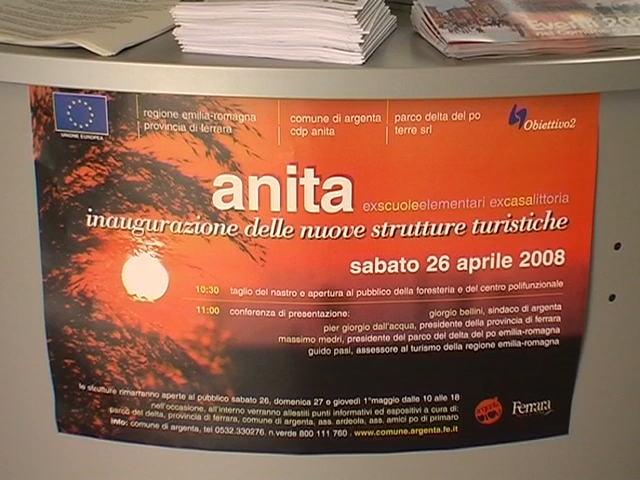 regione emilia-romagna
provincia di ferrara
comune di argenta
cdp anita
parco delta del po
terre srl
Obiettivo2
UNIONE EUROPEA
anita exscuoleelementari excasalittoria
inaugurazione delle nuove strutture turistiche
sabato 26 aprile 2008
10:30 taglio del nastro e apertura al pubblico della foresteria e del centro polifunzionale
11:00 conferenza di presentazione: giorgio bellini, sindaco di argenta
pier giorgio dall'acqua, presidente della provincia di ferrara
massimo medri, presidente del parco del delta del po emilia-romagna
guido pasi, assessore al turismo della regione emilia-romagna
le strutture rimarranno aperte al pubblico sabato 26, domenica 27 e giovedì 1°maggio dalle 10 alle 18
nell'occasione, all'interno verranno allestiti punti informativi ed espositivi a cura di:
parco del delta, provincia di ferrara, comune di argenta, ass. ardeola, ass. amici po di primaro
info: comune di argenta, tel 0532.330276, n.verde 800 111 760 , www.comune.argenta.fe.it
Ferrara